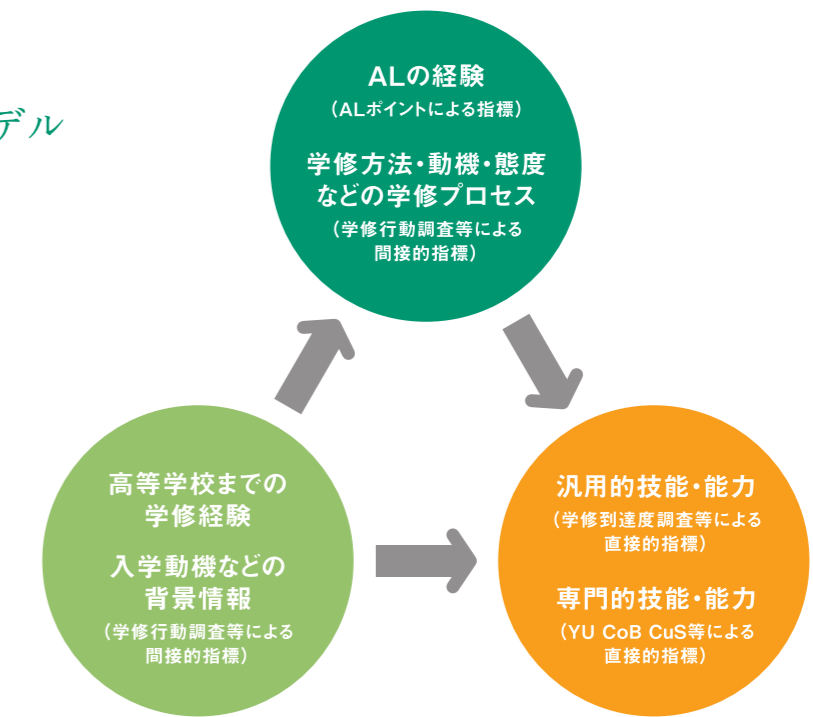 デル
ALの経験
（ALポイントによる指標）
学修方法・動機・態度
などの学修プロセス
（学修行動調査等による
間接的指標）
高等学校までの
学修経験
入学動機などの
背景情報
（学修行動調査等による
間接的指標）
汎用的技能・能力
（学修到達度調査等による
直接的指標）
専門的技能・能力
（YU CoB CuS等による
直接的指標）